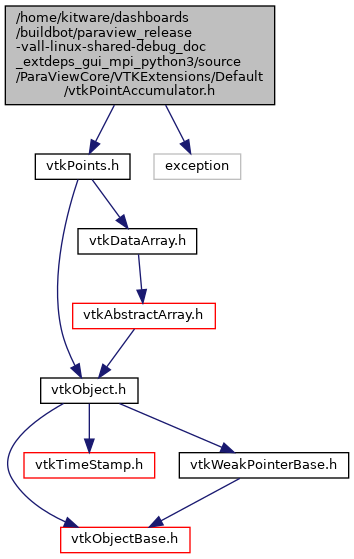 /home/kitware/dashboards
/buildbot/paraview_release
-vall-linux-shared-debug_doc
_extdeps_gui_mpi_python3/source
/ParaViewCore/VTKExtensions/Default
/vtkPointAccumulator.h
vtkPoints.h
exception
vtkDataArray.h
vtkAbstractArray.h
vtkObject.h
vtkTimeStamp.h
vtkWeakPointerBase.h
vtkObjectBase.h